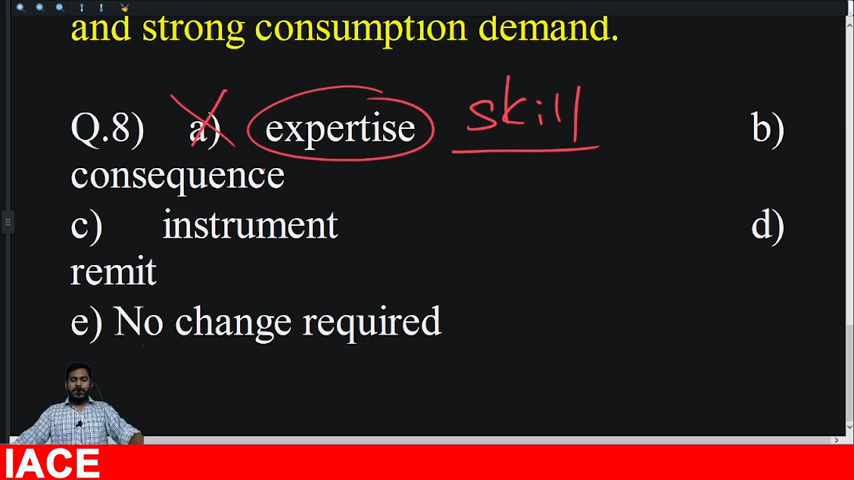 and strong consumption demand.
Q.8) a) expertise skill b)
consequence
c) instrument d)
remit
e) No change required
IACE